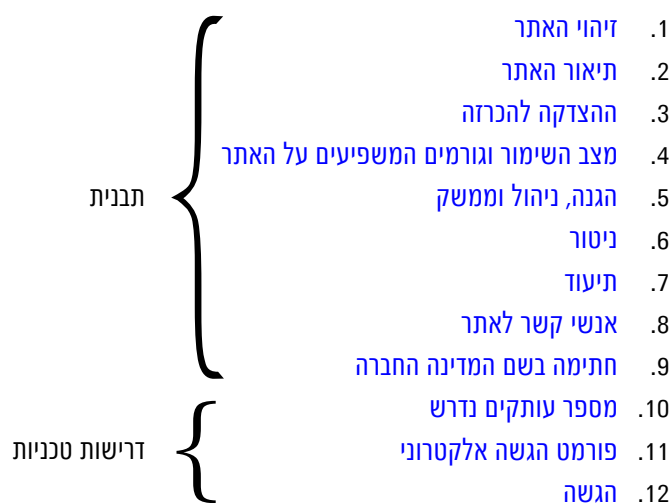 1. זיהוי האתר
2. תיאור האתר
3. ההצדקה להכרזה
4. מצב השימור וגורמים המשפיעים על האתר
5. הגנה, ניהול וממשק
6. ניטור
7. תיעוד
8. אנשי קשר לאתר
9. חתימה בשם המדינה החברה
תבנית
10. מספר עותקים נדרש
11. פורמט הגשה אלקטרוני
12. הגשה
דרישות טכניות